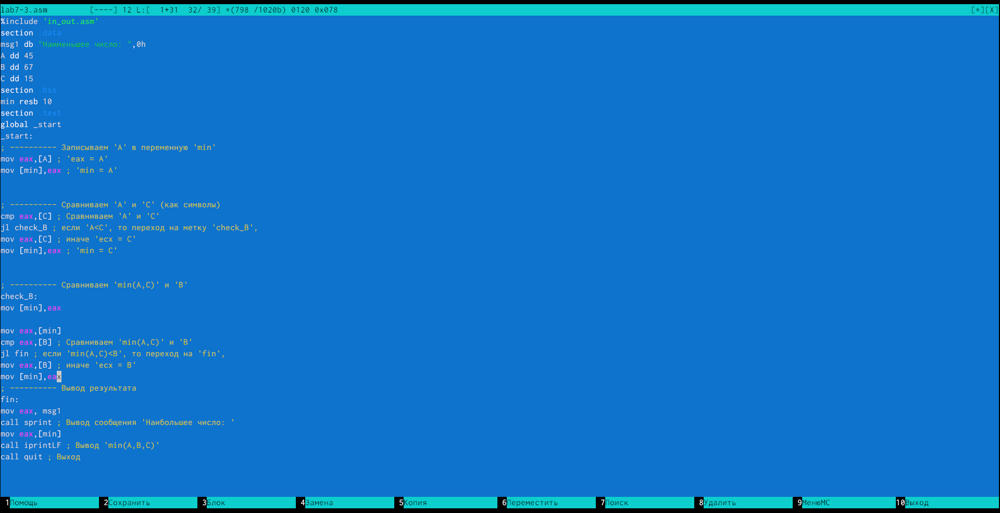 lab7-3.asm [----] 12 L:[ 1+31 32/ 39] *(798 /1020b) 0120 0x078 [*][X]
%include 'in_out.asm'
section .data
msg1 db "Наименьшее число: ",0h
A dd 45
B dd 67
C dd 15
section .bss
min resb 10
section .text
global _start
_start:
; ---------- Записываем 'A' в переменную 'min'
mov eax,[A] ; 'eax = A'
mov [min],eax ; 'min = A'
; ---------- Сравниваем 'A' и 'С' (как символы)
cmp eax,[C] ; Сравниваем 'A' и 'С'
jl check_B ; если 'A<C', то переход на метку 'check_B',
mov eax,[C] ; иначе 'ecx = C'
mov [min],eax ; 'min = C'
; ---------- Сравниваем 'min(A,C)' и 'B'
check_B:
mov [min],eax
mov eax,[min]
cmp eax,[B] ; Сравниваем 'min(A,C)' и 'B'
jl fin ; если 'min(A,C)<B', то переход на 'fin',
mov eax,[B] ; иначе 'ecx = B'
mov [min],eax
; ---------- Вывод результата
fin:
mov eax, msg1
call sprint ; Вывод сообщения 'Наибольшее число: '
mov eax,[min]
call iprintLF ; Вывод 'min(A,B,C)'
call quit ; Выход
1Помощь 2Сохранить 3Блок 4Замена 5Копия 6Переместить 7Поиск 8Удалить 9МенюMC 10Выход